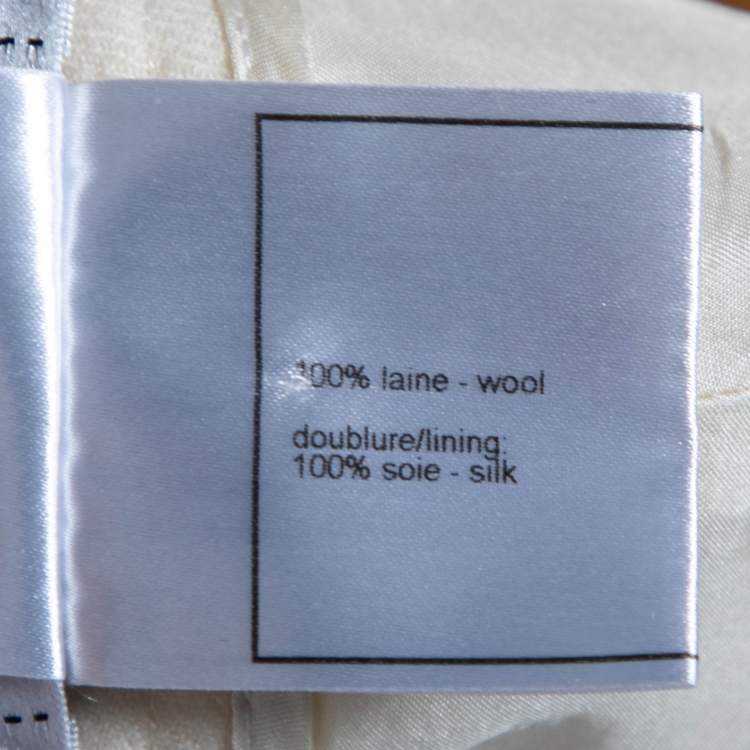 100% laine - wool
doublure/lining:
100% soie - silk